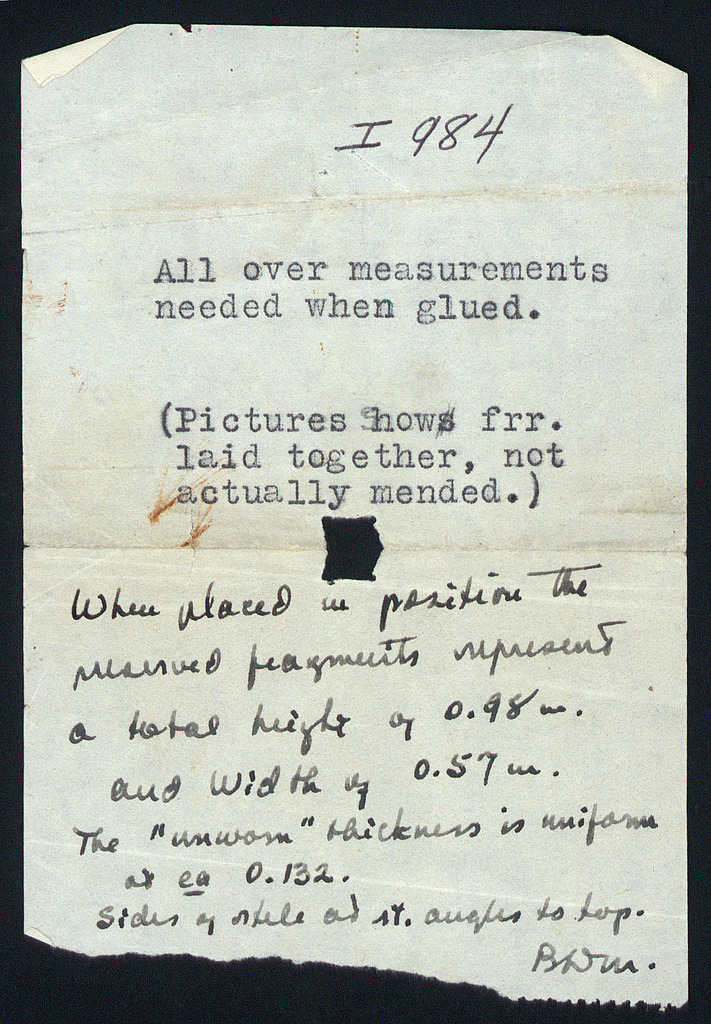 I 984
All over measurements
needed when glued.
(Pictures show frr.
laid together, not
actually mended.)
When placed in position the
preserved fragments represent
a total height of 0.98 m.
and width of 0.57 m.
The "unworn" thickness is uniform
at ca 0.132.
Sides of stele at rt. angles to top.
BDM.